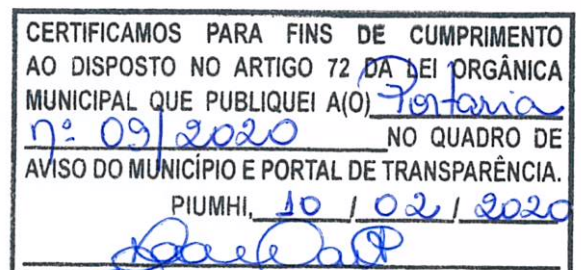 CERTIFICAMOS PARA FINS DE CUMPRIMENTO
AO DISPOSTO NO ARTIGO 72 DA LEI ORGÂNICA
MUNICIPAL QUE PUBLIQUEI A(O) Portaria
nº 09/2020 NO QUADRO DE
AVISO DO MUNICÍPIO E PORTAL DE TRANSPARÊNCIA.
PIUMHI, 10 / 02 / 2020